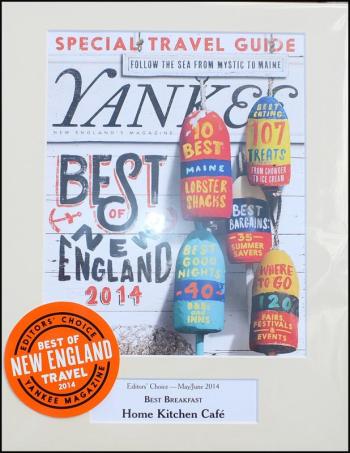 SPECIAL TRAVEL GUIDE
FOLLOW THE SEA FROM MYSTIC TO MAINE
YANKEE
NEW ENGLAND'S MAGAZINE
BEST
OF
NEW
ENGLAND
2014
10
BEST
MAINE
LOBSTER
SHACKS
BEST
EATING:
107
TREATS
FROM CHOWDER
TO ICE CREAM
BEST
BARGAINS:
35
SUMMER
SAVERS
BEST
GOOD
NIGHTS:
40
B&Bs
and
INNS
WHERE
TO GO
120
FAIRS,
FESTIVALS
&
EVENTS
EDITORS' CHOICE
BEST OF
NEW ENGLAND
TRAVEL
2014
YANKEE MAGAZINE
Editors' Choice — May/June 2014
BEST BREAKFAST
Home Kitchen Café